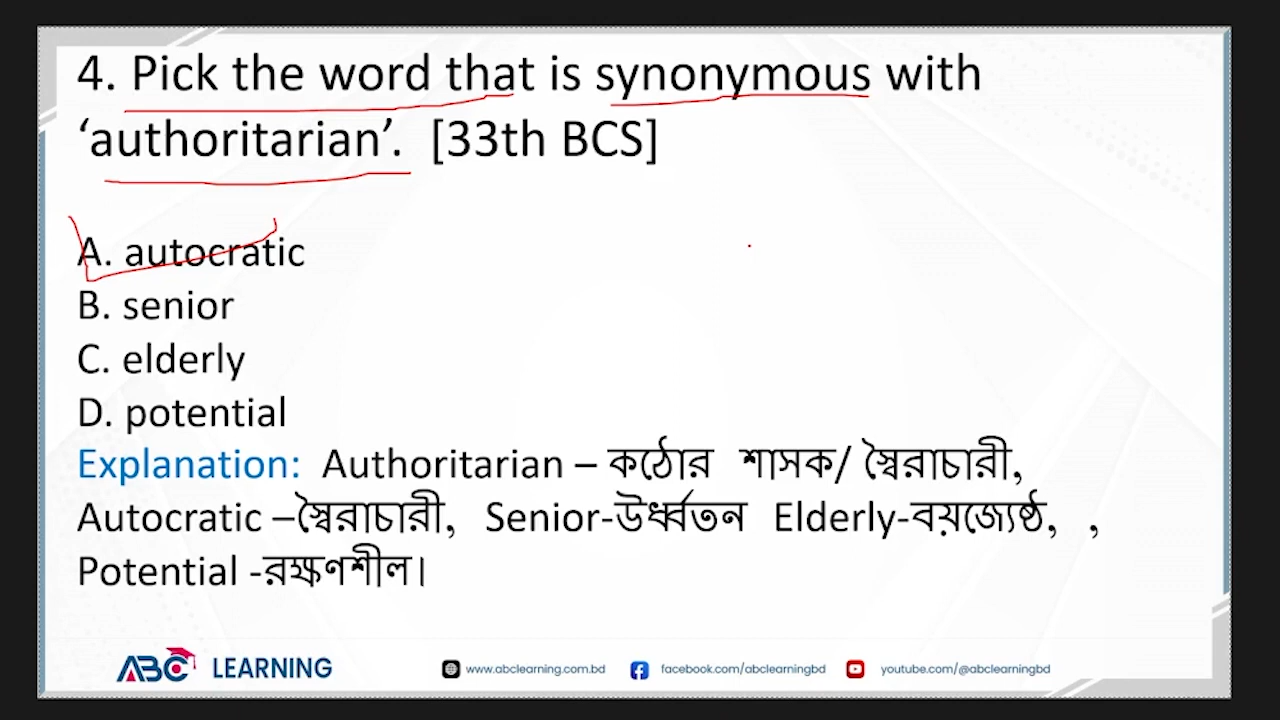 4. Pick the word that is synonymous with
‘authoritarian’. [33th BCS]
A. autocratic
B. senior
C. elderly
D. potential
Explanation: Authoritarian – কঠোর শাসক/ স্বৈরাচারী,
Autocratic –স্বৈরাচারী, Senior-উর্ধ্বতন Elderly-বয়জ্যেষ্ঠ, ,
Potential -রক্ষণশীল।
ABC LEARNING www.abclearning.com.bd facebook.com/abclearningbd youtube.com/@abclearningbd